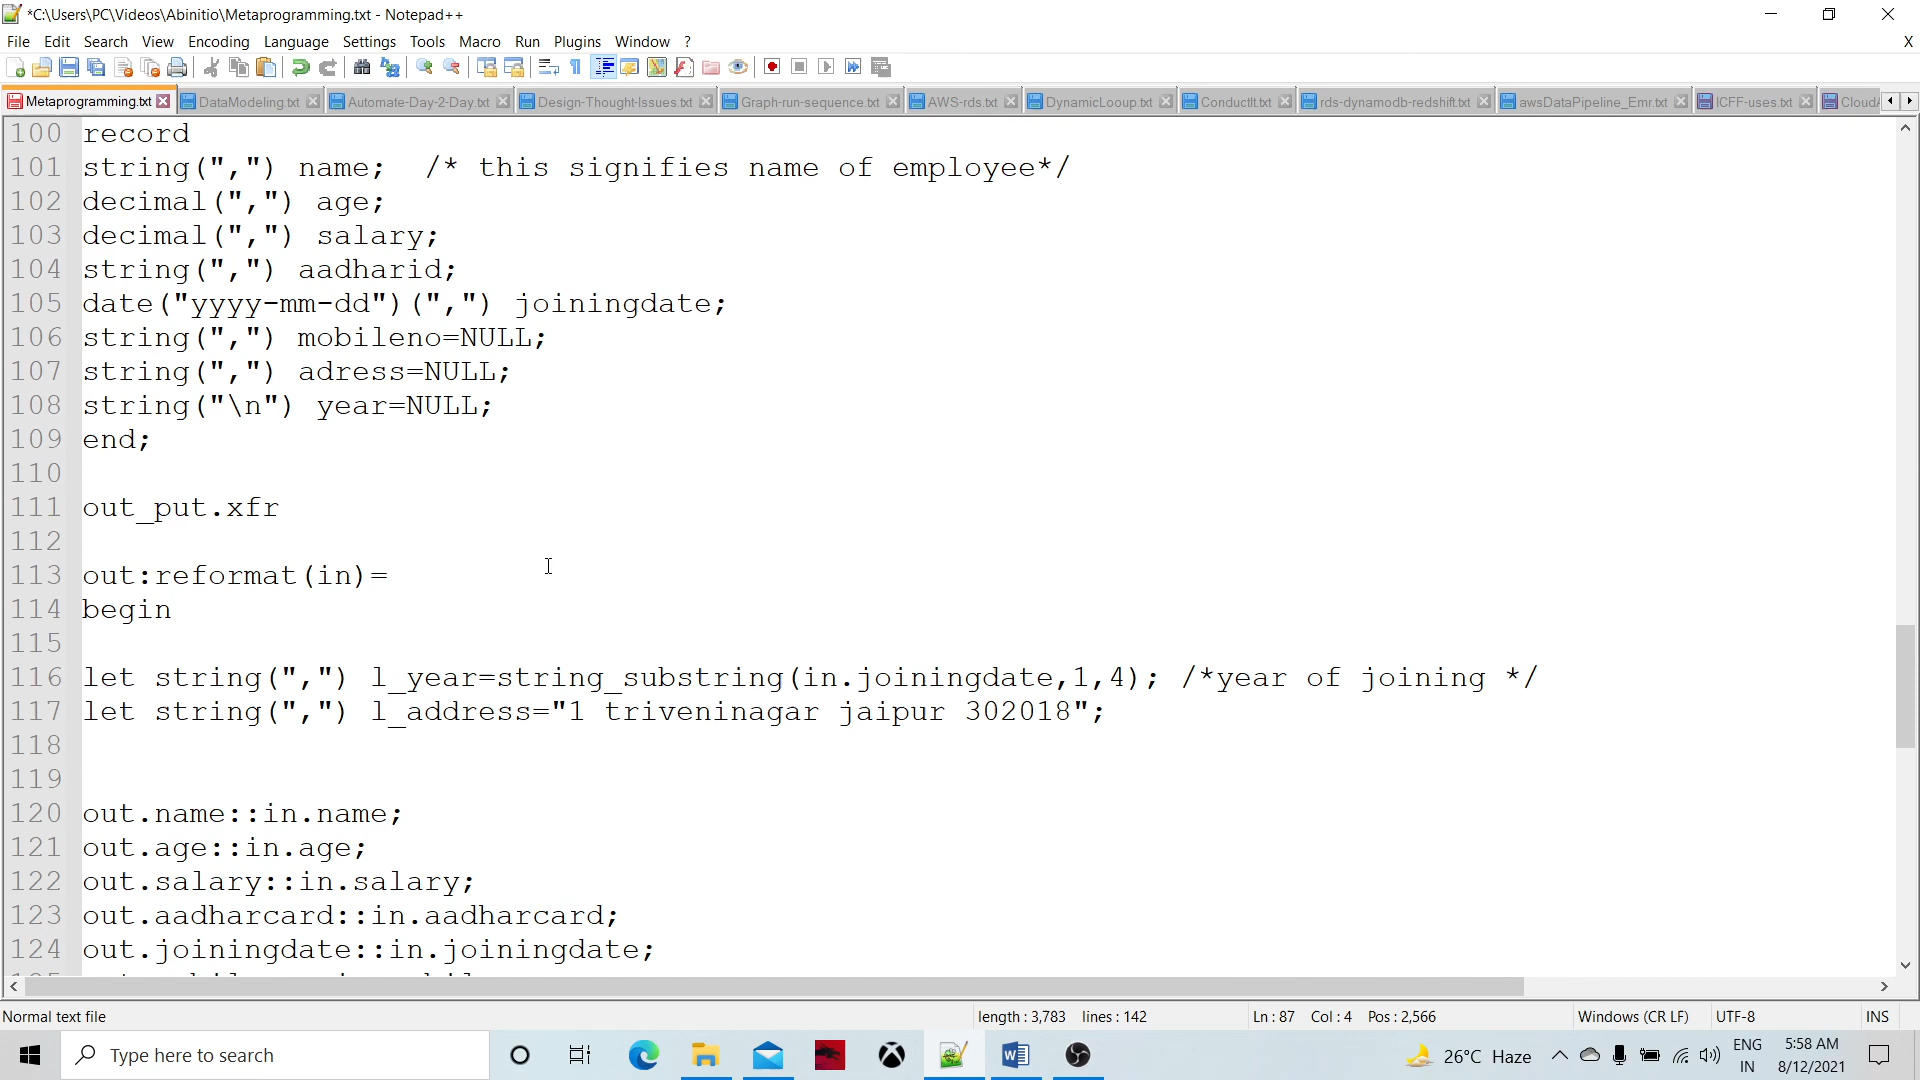 *C:\Users\PC\Videos\Abinitio\Metaprogramming.txt - Notepad++
File Edit Search View Encoding Language Settings Tools Macro Run Plugins Window ? X
Metaprogramming.txt DataModeling.txt Automate-Day-2-Day.txt Design-Thought-Issues.txt Graph-run-sequence.txt AWS-rds.txt DynamicLooup.txt ConductIt.txt rds-dynamodb-redshift.txt awsDataPipeline_Emr.txt ICFF-uses.txt
100 record
101 string(",") name;  /* this signifies name of employee*/
102 decimal(",") age;
103 decimal(",") salary;
104 string(",") aadharid;
105 date("yyyy-mm-dd")(",") joiningdate;
106 string(",") mobileno=NULL;
107 string(",") adress=NULL;
108 string("\n") year=NULL;
109 end;
110
111 out_put.xfr
112
113 out:reformat(in)=
114 begin
115
116 let string(",") l_year=string_substring(in.joiningdate,1,4); /*year of joining */
117 let string(",") l_address="1 triveninagar jaipur 302018";
118
119
120 out.name::in.name;
121 out.age::in.age;
122 out.salary::in.salary;
123 out.aadharcard::in.aadharcard;
124 out.joiningdate::in.joiningdate;
Normal text file length : 3,783 lines : 142 Ln : 87 Col : 4 Pos : 2,566 Windows (CR LF) UTF-8 INS
Type here to search 26°C Haze ENG IN 5:58 AM 8/12/2021